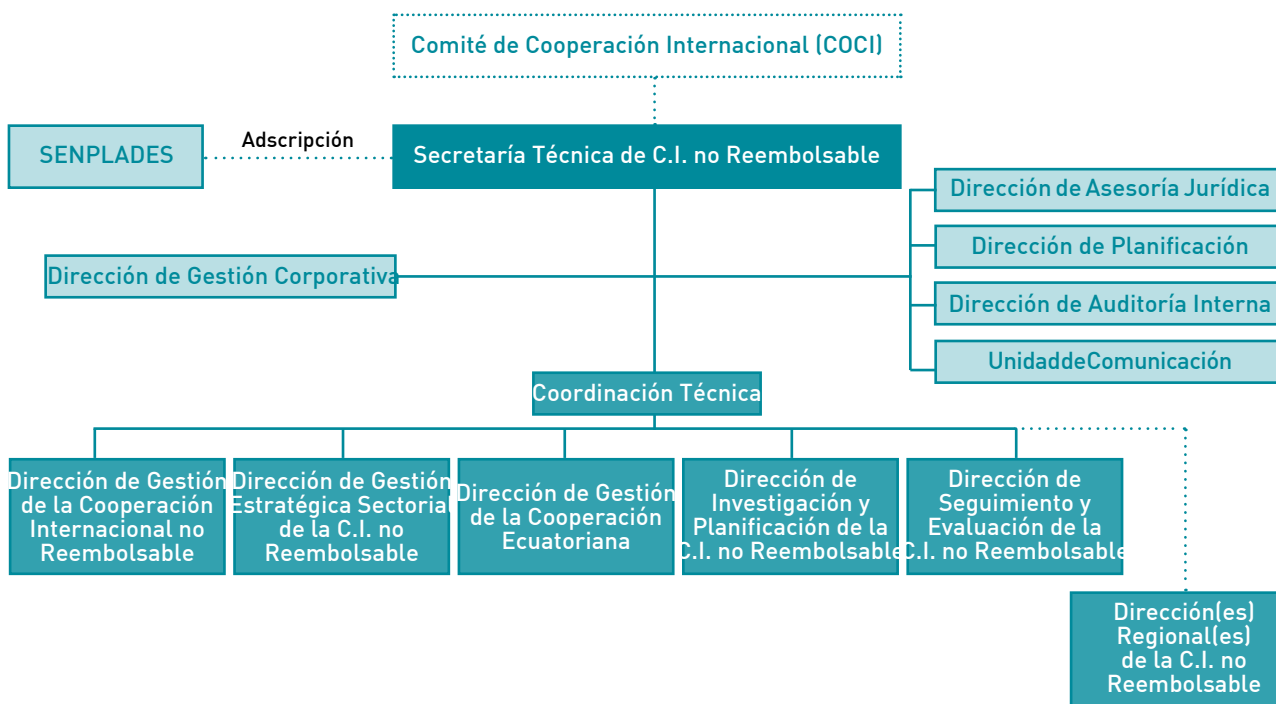 Comité de Cooperación Internacional (COCI)
SENPLADES
Adscripción
Secretaría Técnica de C.I. no Reembolsable
Dirección de Asesoría Jurídica
Dirección de Planificación
Dirección de Gestión Corporativa
Dirección de Auditoría Interna
UnidaddeComunicación
Coordinación Técnica
Dirección de Gestión
de la Cooperación
Internacional no
Reembolsable
Dirección de Gestión
Estratégica Sectorial
de la C.I. no
Reembolsable
Dirección de Gestión
de la Cooperación
Ecuatoriana
Dirección de
Investigación y
Planificación de la
C.I. no Reembolsable
Dirección de
Seguimiento y
Evaluación de la
C.I. no Reembolsable
Dirección(es)
Regional(es)
de la C.I. no
Reembolsable